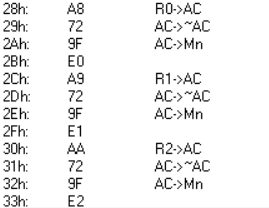 28h: A8 R0->AC
29h: 72 AC->~AC
2Ah: 9F AC->Mn
2Bh: E0
2Ch: A9 R1->AC
2Dh: 72 AC->~AC
2Eh: 9F AC->Mn
2Fh: E1
30h: AA R2->AC
31h: 72 AC->~AC
32h: 9F AC->Mn
33h: E2